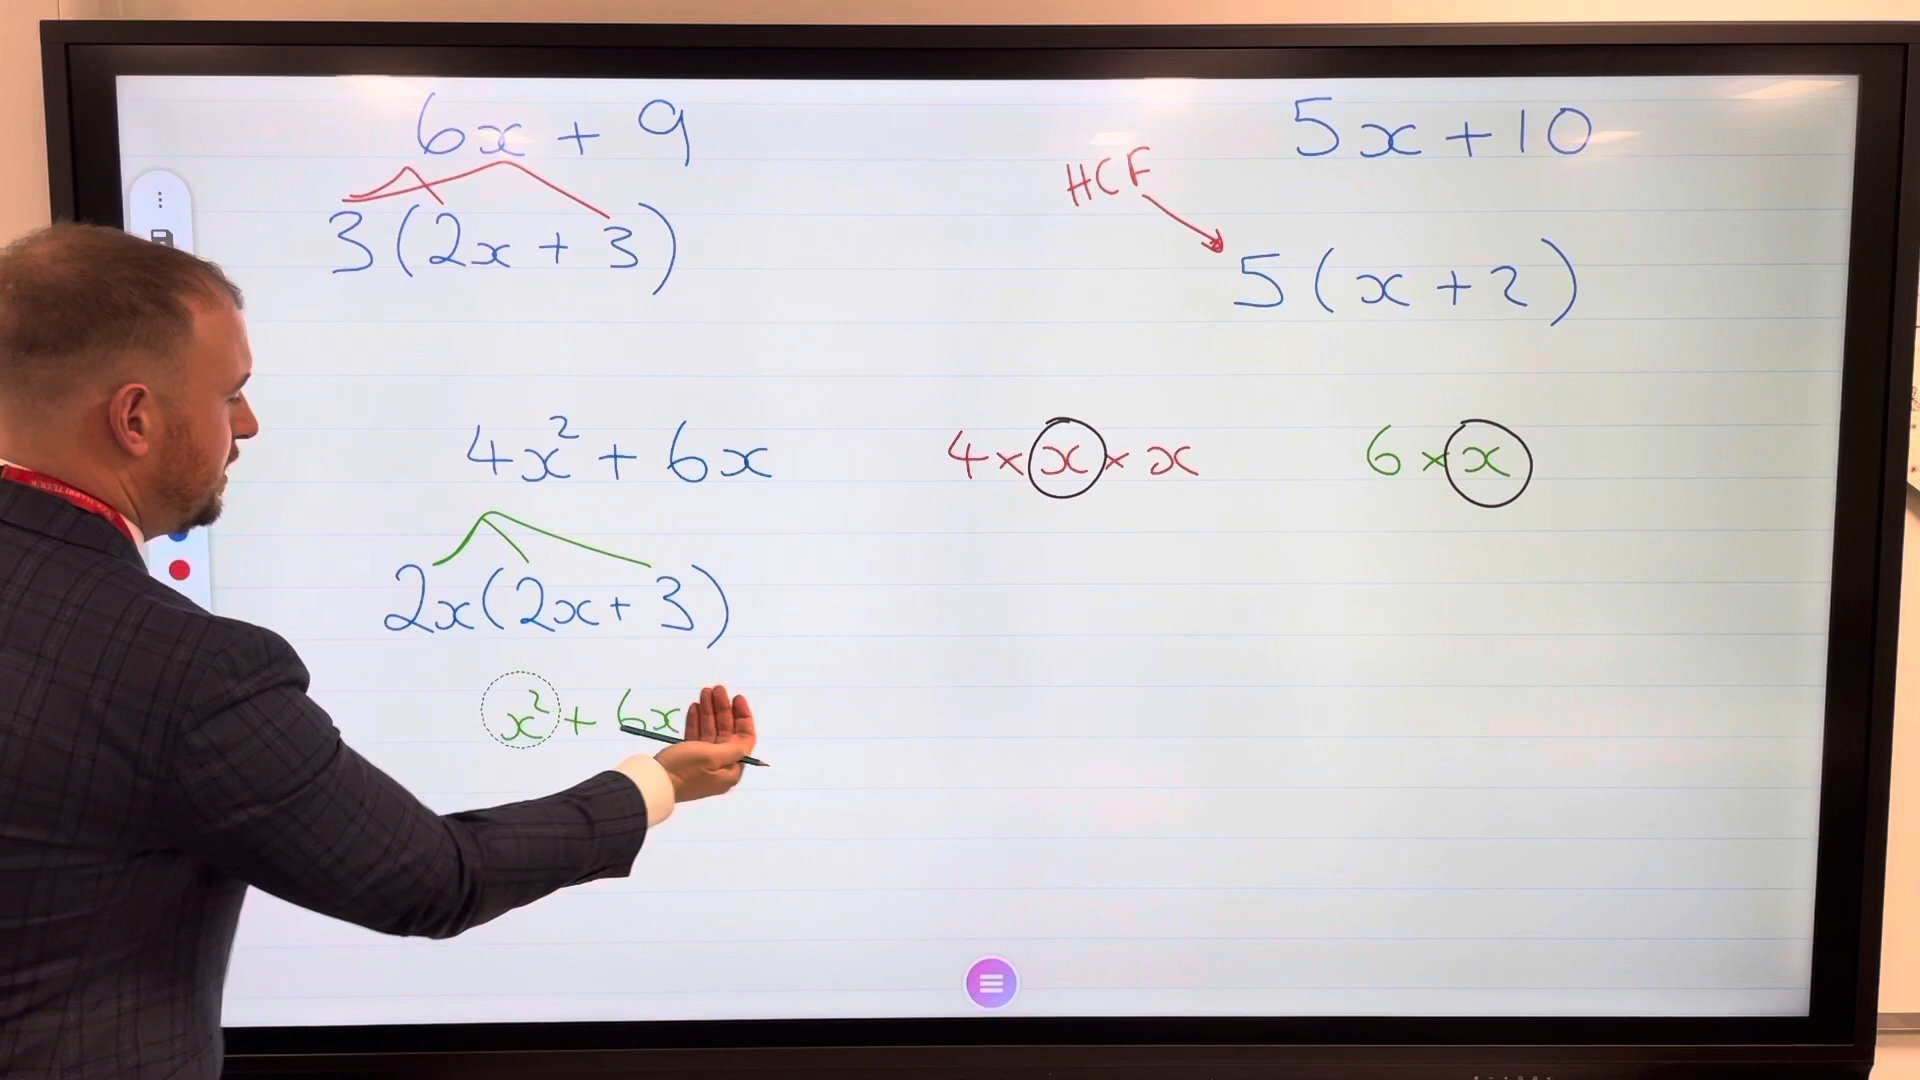 6x + 9
5x + 10
HCF
3(2x + 3)
5(x + 2)
4x² + 6x
4 × x × x
6 × x
2x(2x + 3)
x² + 6x